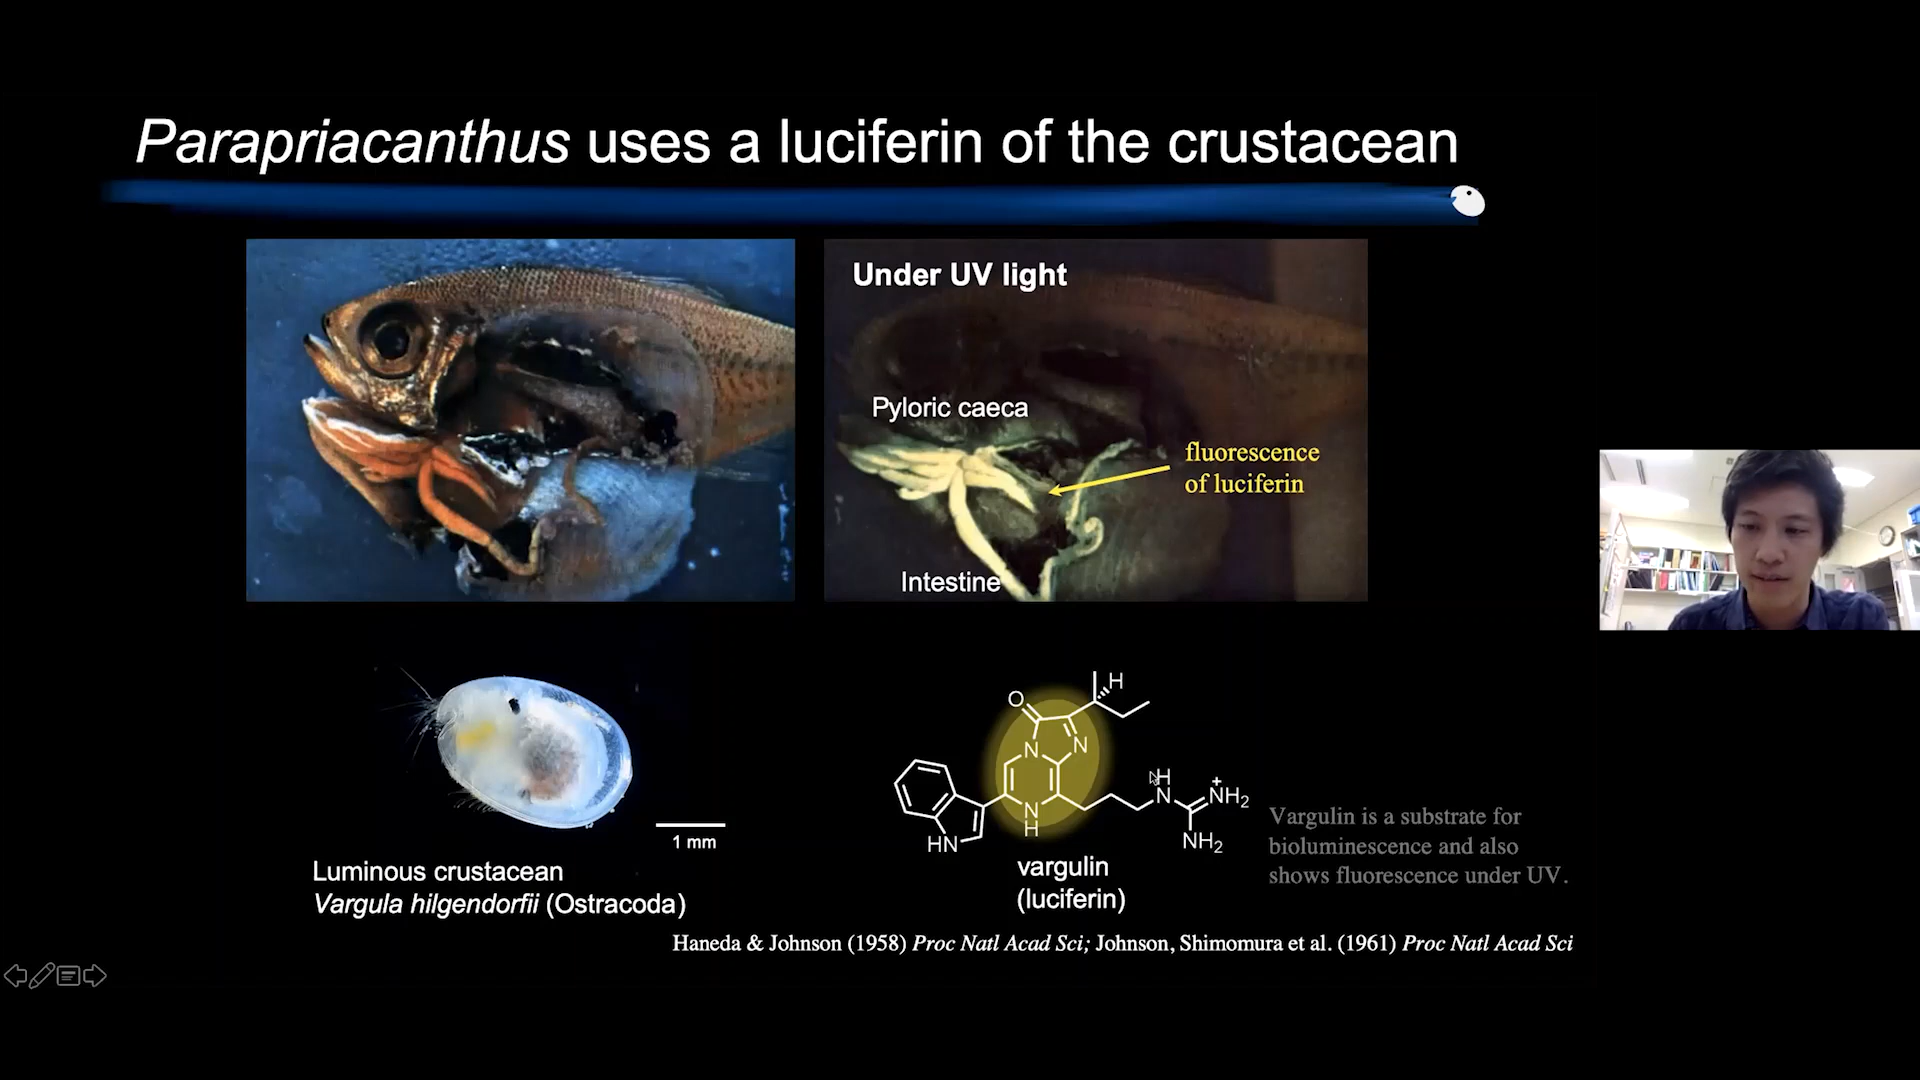 Parapriacanthus uses a luciferin of the crustacean
Under UV light
Pyloric caeca
fluorescence
of luciferin
Intestine
1 mm
Luminous crustacean
Vargula hilgendorfii (Ostracoda)
O
H
N
N
N
H
HN
H
N
+
NH2
NH2
vargulin
(luciferin)
Vargulin is a substrate for
bioluminescence and also
shows fluorescence under UV.
Haneda & Johnson (1958) Proc Natl Acad Sci; Johnson, Shimomura et al. (1961) Proc Natl Acad Sci